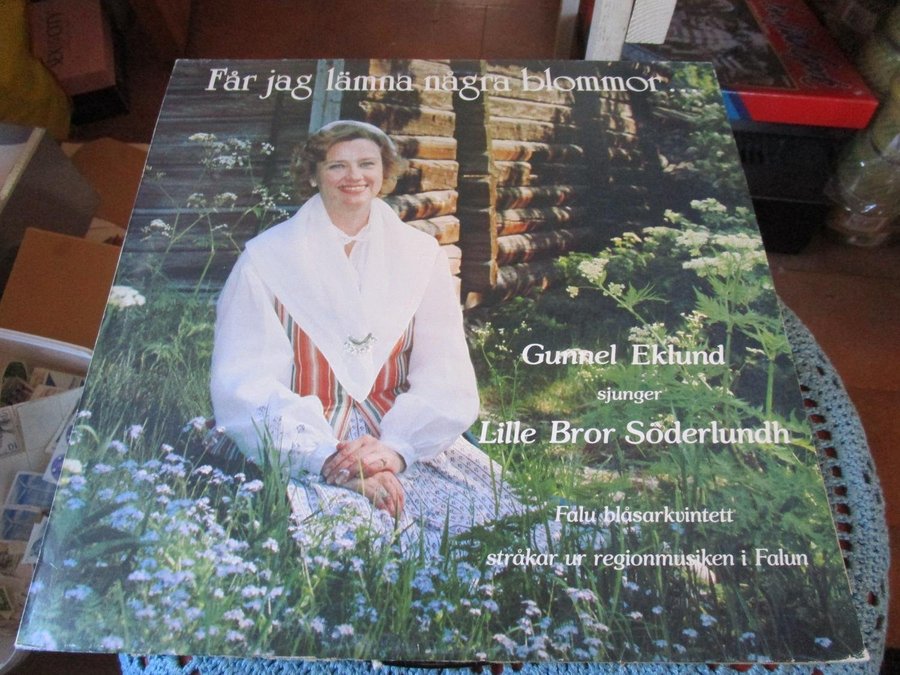 Får jag lämna några blommor...
Gunnel Eklund
sjunger
Lille Bror Söderlundh
Falu blåsarkvintett
stråkar ur regionmusiken i Falun